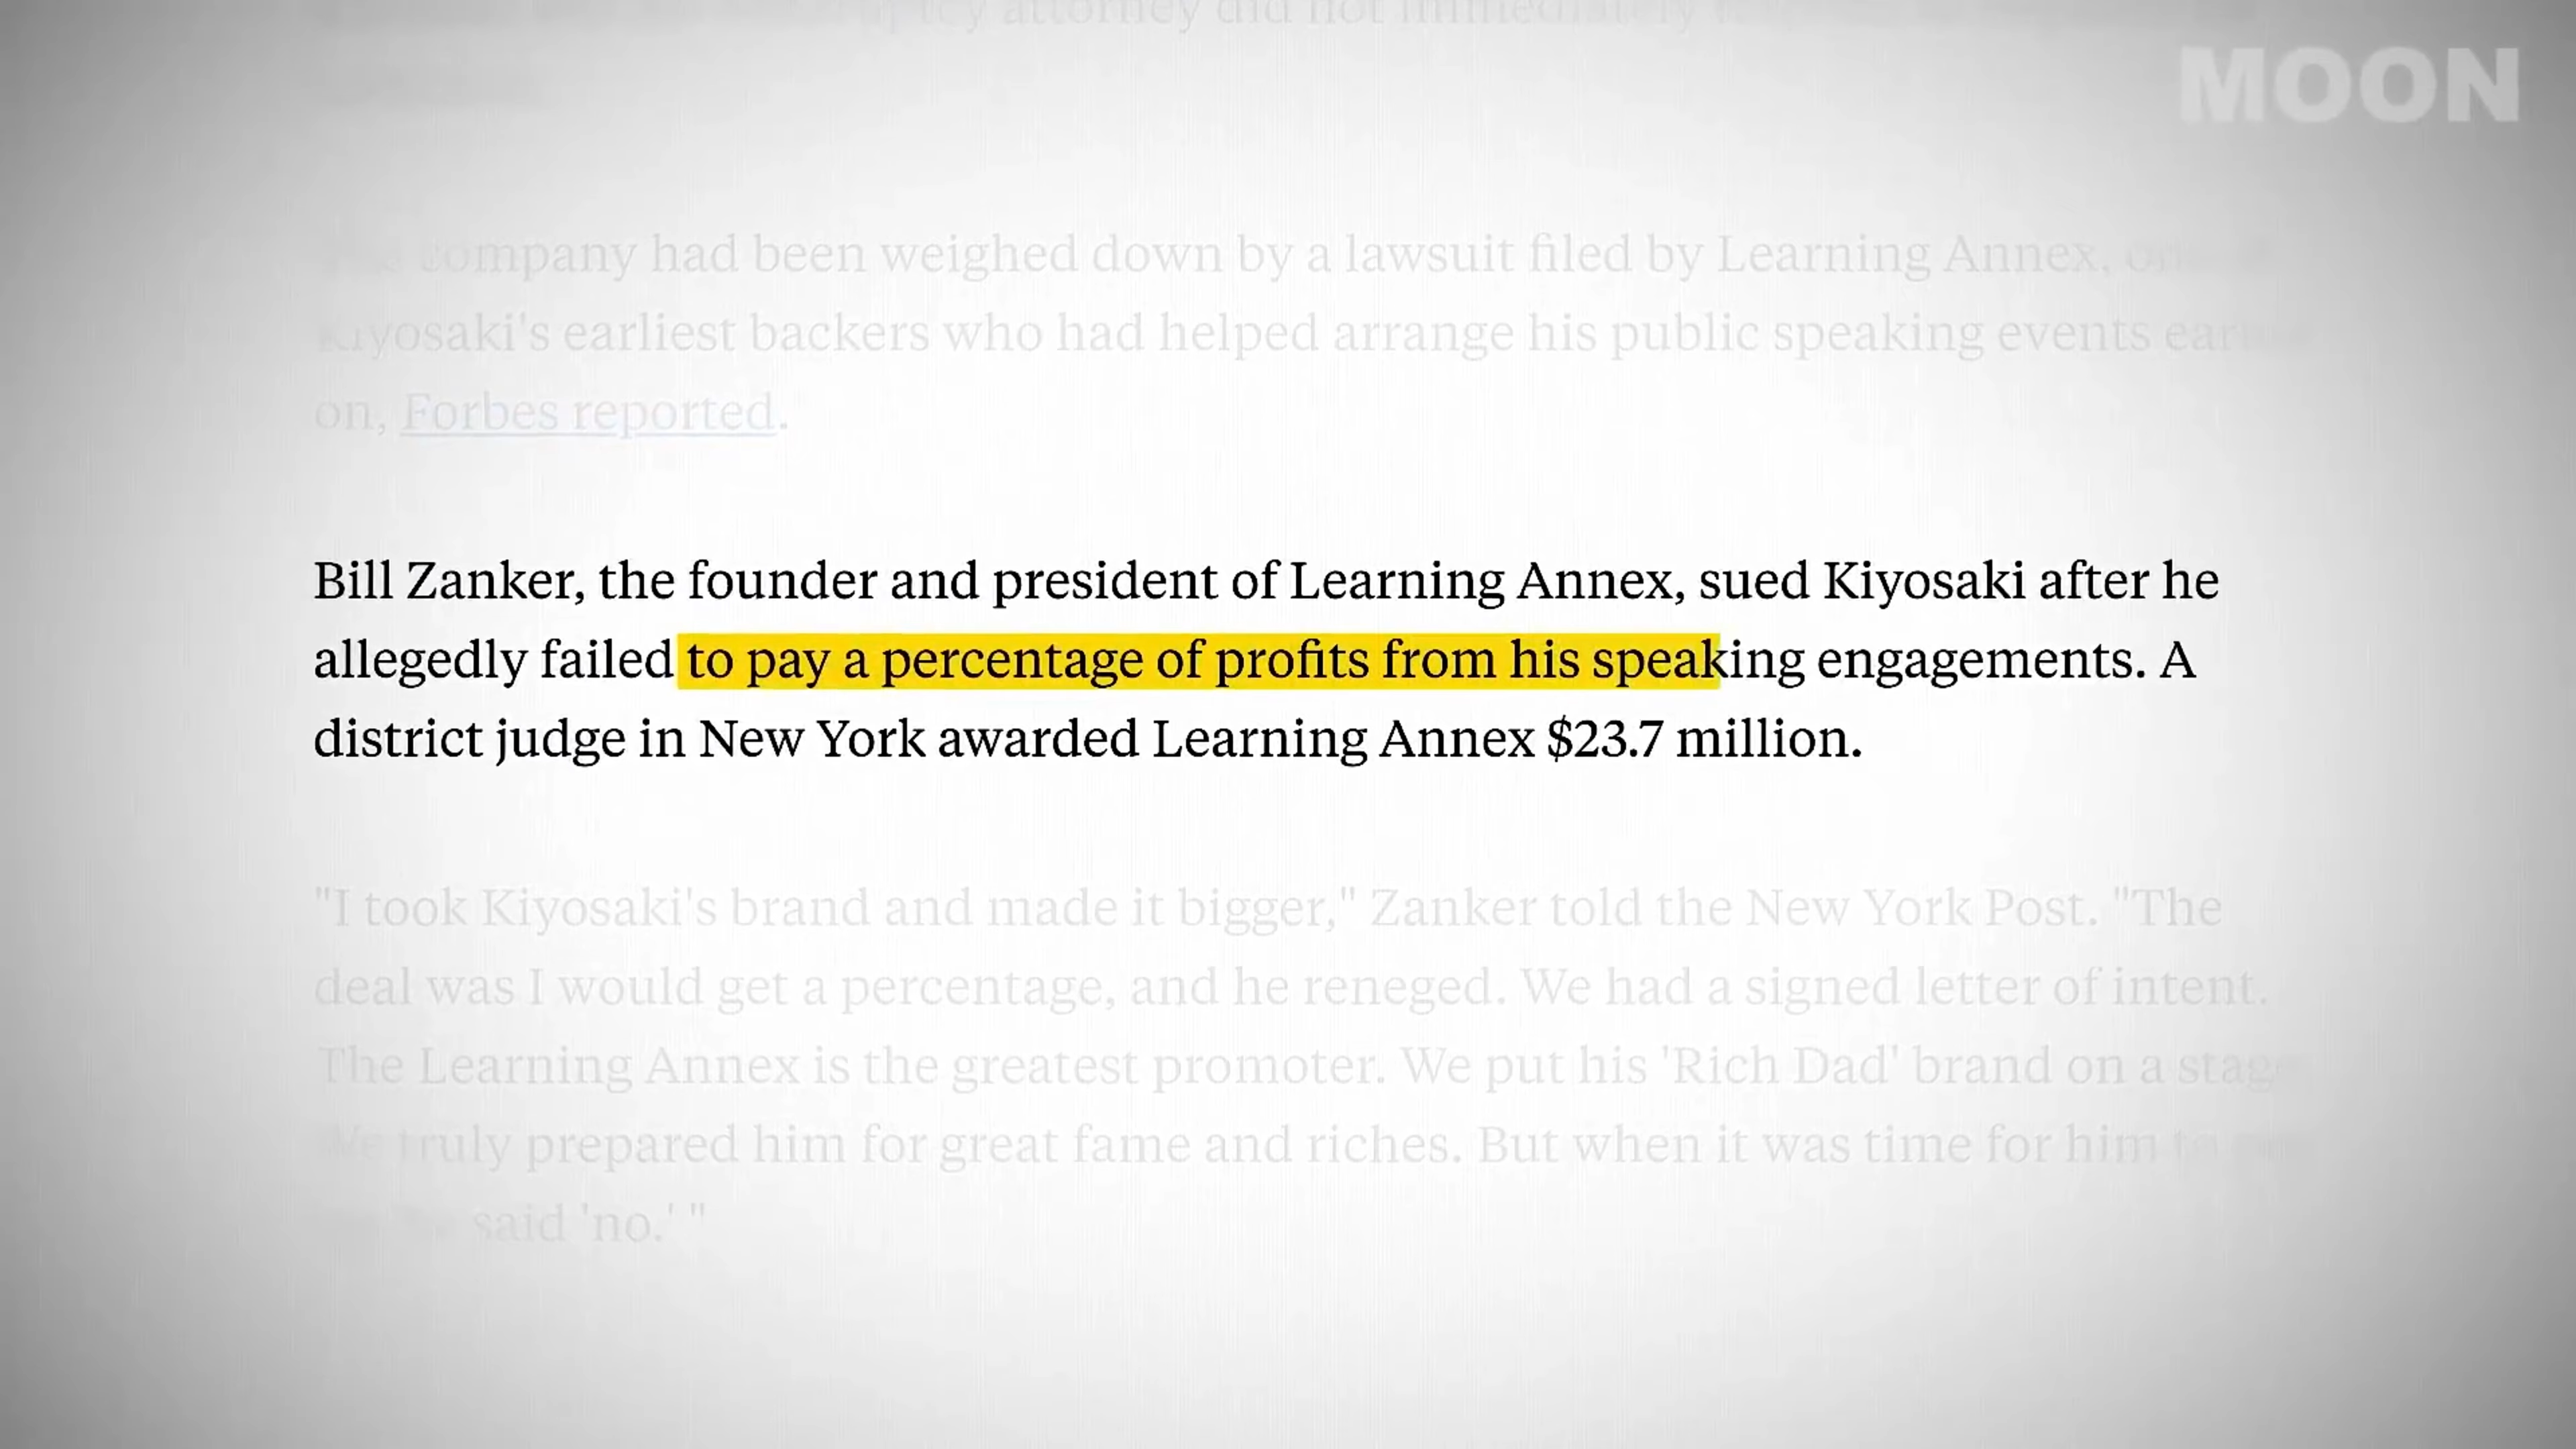 attorney did not immediately
MOON
company had been weighed down by a lawsuit filed by Learning Annex,
Kiyosaki's earliest backers who had helped arrange his public speaking events
on, Forbes reported.
Bill Zanker, the founder and president of Learning Annex, sued Kiyosaki after he
allegedly failed to pay a percentage of profits from his speaking engagements. A
district judge in New York awarded Learning Annex $23.7 million.
"I took Kiyosaki's brand and made it bigger," Zanker told the New York Post. "The
deal was I would get a percentage, and he reneged. We had a signed letter of intent.
The Learning Annex is the greatest promoter. We put his 'Rich Dad' brand on a
We truly prepared him for great fame and riches. But when it was time for him
said 'no.' "